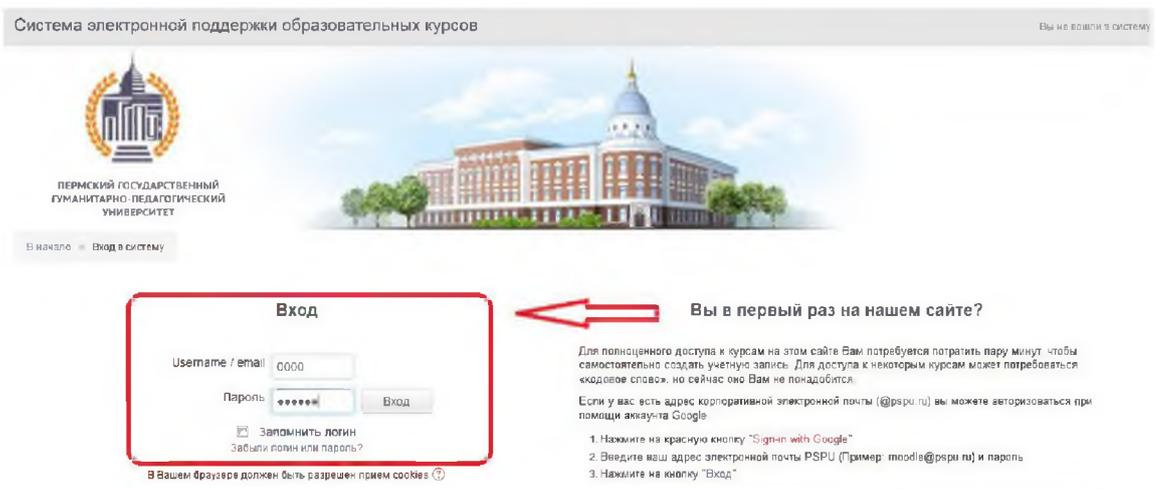 Система электронной поддержки образовательных курсов
Вы не вошли в систему
ПГГПУ
ПЕРМСКИЙ ГОСУДАРСТВЕННЫЙ
ГУМАНИТАРНО-ПЕДАГОГИЧЕСКИЙ
УНИВЕРСИТЕТ
В начало Вход в систему
Вход
Username / email 0000
Пароль •••••• Вход
Запомнить логин
Забыли логин или пароль?
В Вашем браузере должен быть разрешен прием cookies (?)
Вы в первый раз на нашем сайте?
Для полноценного доступа к курсам на этом сайте Вам потребуется потратить пару минут, чтобы
самостоятельно создать учетную запись. Для доступа к некоторым курсам может потребоваться
«кодовое слово», но сейчас оно Вам не понадобится.
Если у вас есть адрес корпоративной электронной почты (@pspu.ru) вы можете авторизоваться при
помощи аккаунта Google
1. Нажмите на красную кнопку "Sign-in with Google"
2. Введите ваш адрес электронной почты PSPU (Пример: moodle@pspu.ru) и пароль
3. Нажмите на кнопку "Вход"